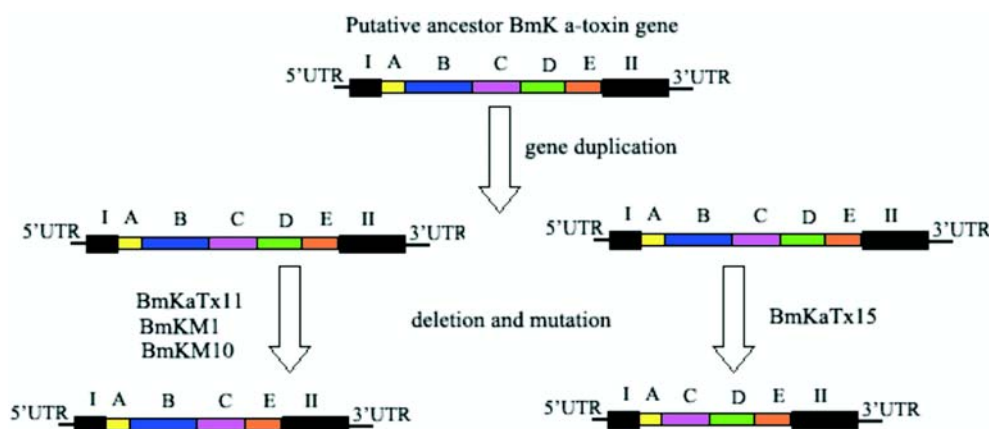 Putative ancestor BmK a-toxin gene
I A B C D E II
5'UTR 3'UTR
gene duplication
I A B C D E II
5'UTR 3'UTR
I A B C D E II
5'UTR 3'UTR
BmKaTx11
BmKM1
BmKM10
deletion and mutation
BmKaTx15
I A B C E II
5'UTR 3'UTR
I A C D E II
5'UTR 3'UTR